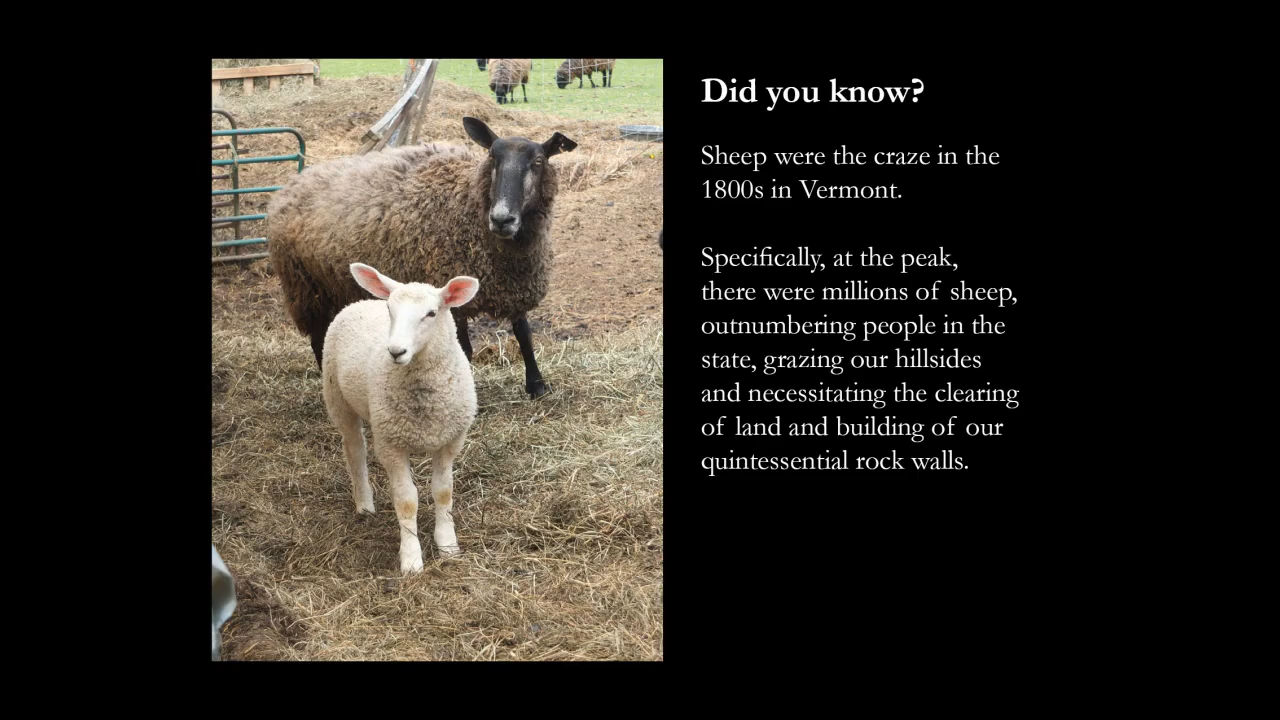 Did you know?
Sheep were the craze in the
1800s in Vermont.
Specifically, at the peak,
there were millions of sheep,
outnumbering people in the
state, grazing our hillsides
and necessitating the clearing
of land and building of our
quintessential rock walls.